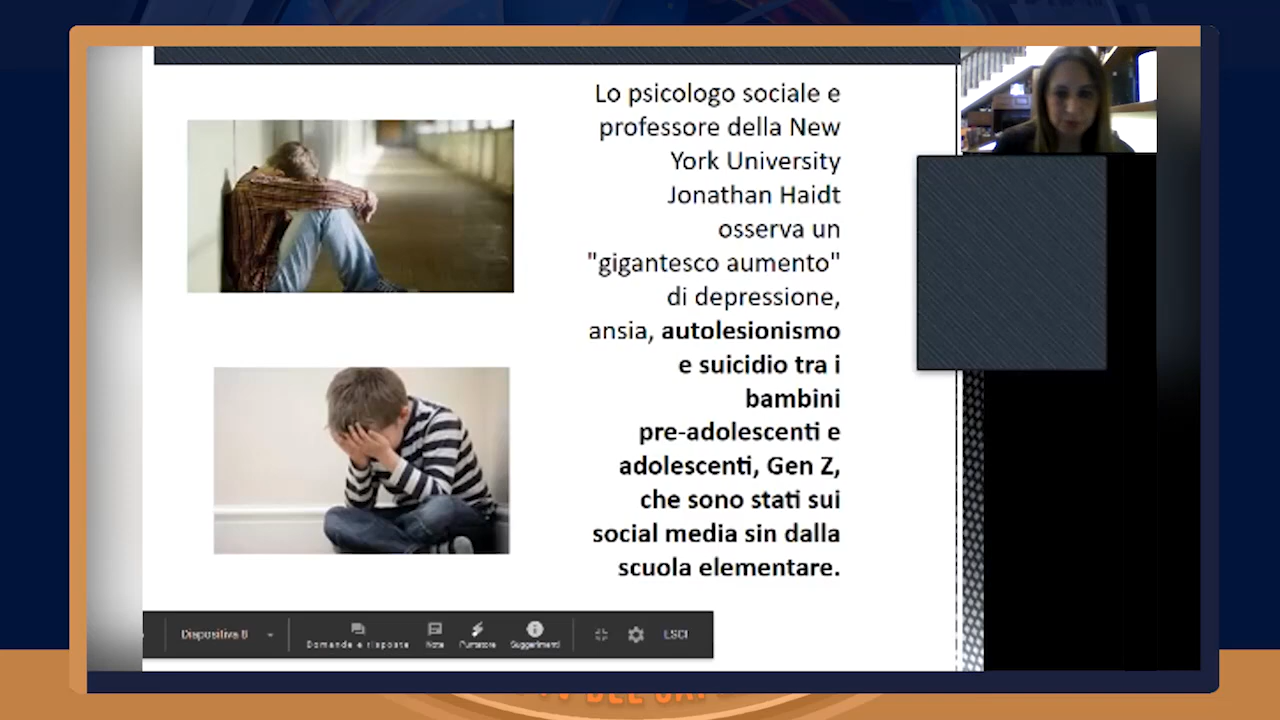 Lo psicologo sociale e
professore della New
York University
Jonathan Haidt
osserva un
"gigantesco aumento"
di depressione,
ansia, autolesionismo
e suicidio tra i
bambini
pre-adolescenti e
adolescenti, Gen Z,
che sono stati sui
social media sin dalla
scuola elementare.
Diapositiva 8
Domande e risposte
Note
Puntatore
Suggerimenti
ESCI